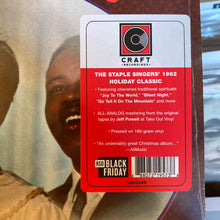 CRAFT
RECORDINGS
THE STAPLE SINGERS' 1962
HOLIDAY CLASSIC
• Featuring cherished traditional spirituals
"Joy To The World," "Silent Night,"
"Go Tell It On The Mountain" and more
• ALL-ANALOG mastering from the original
tapes by Jeff Powell at Take Out Vinyl
• Pressed on 180-gram vinyl
• "An undeniably great Christmas album..."
—AllMusic
RSD
BLACK
FRIDAY